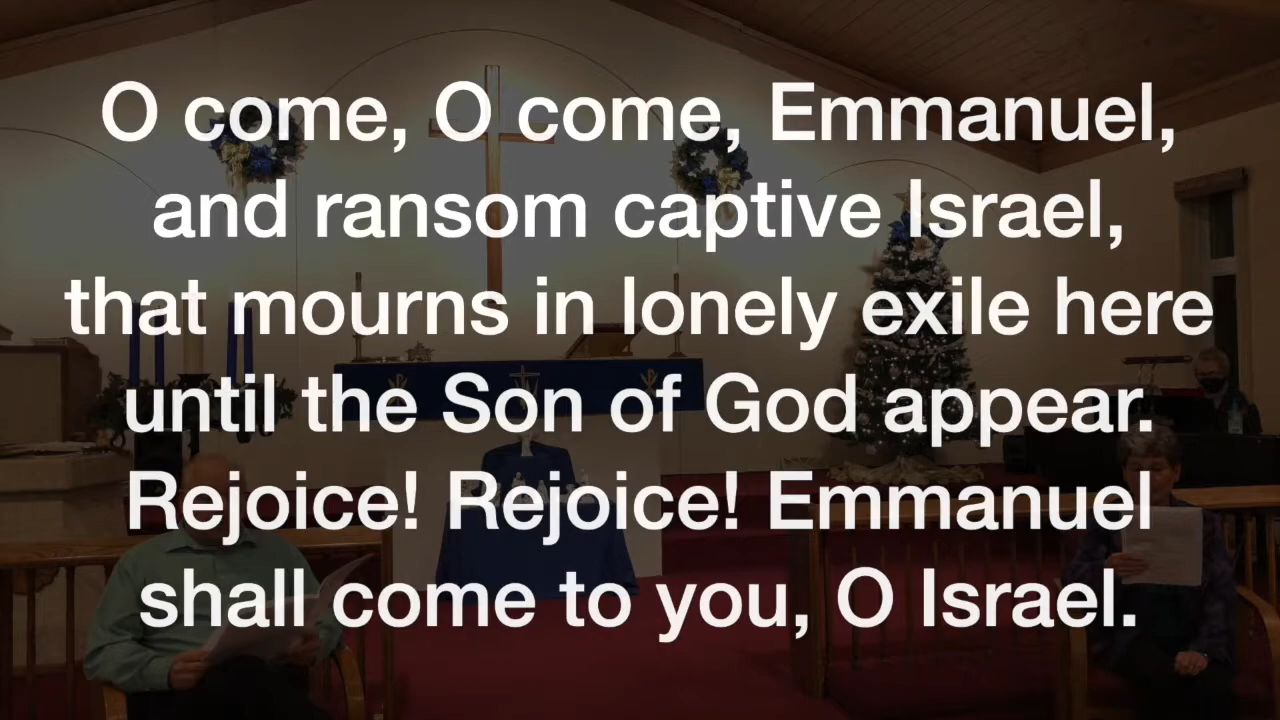 O come, O come, Emmanuel,
and ransom captive Israel,
that mourns in lonely exile here
until the Son of God appear.
Rejoice! Rejoice! Emmanuel
shall come to you, O Israel.